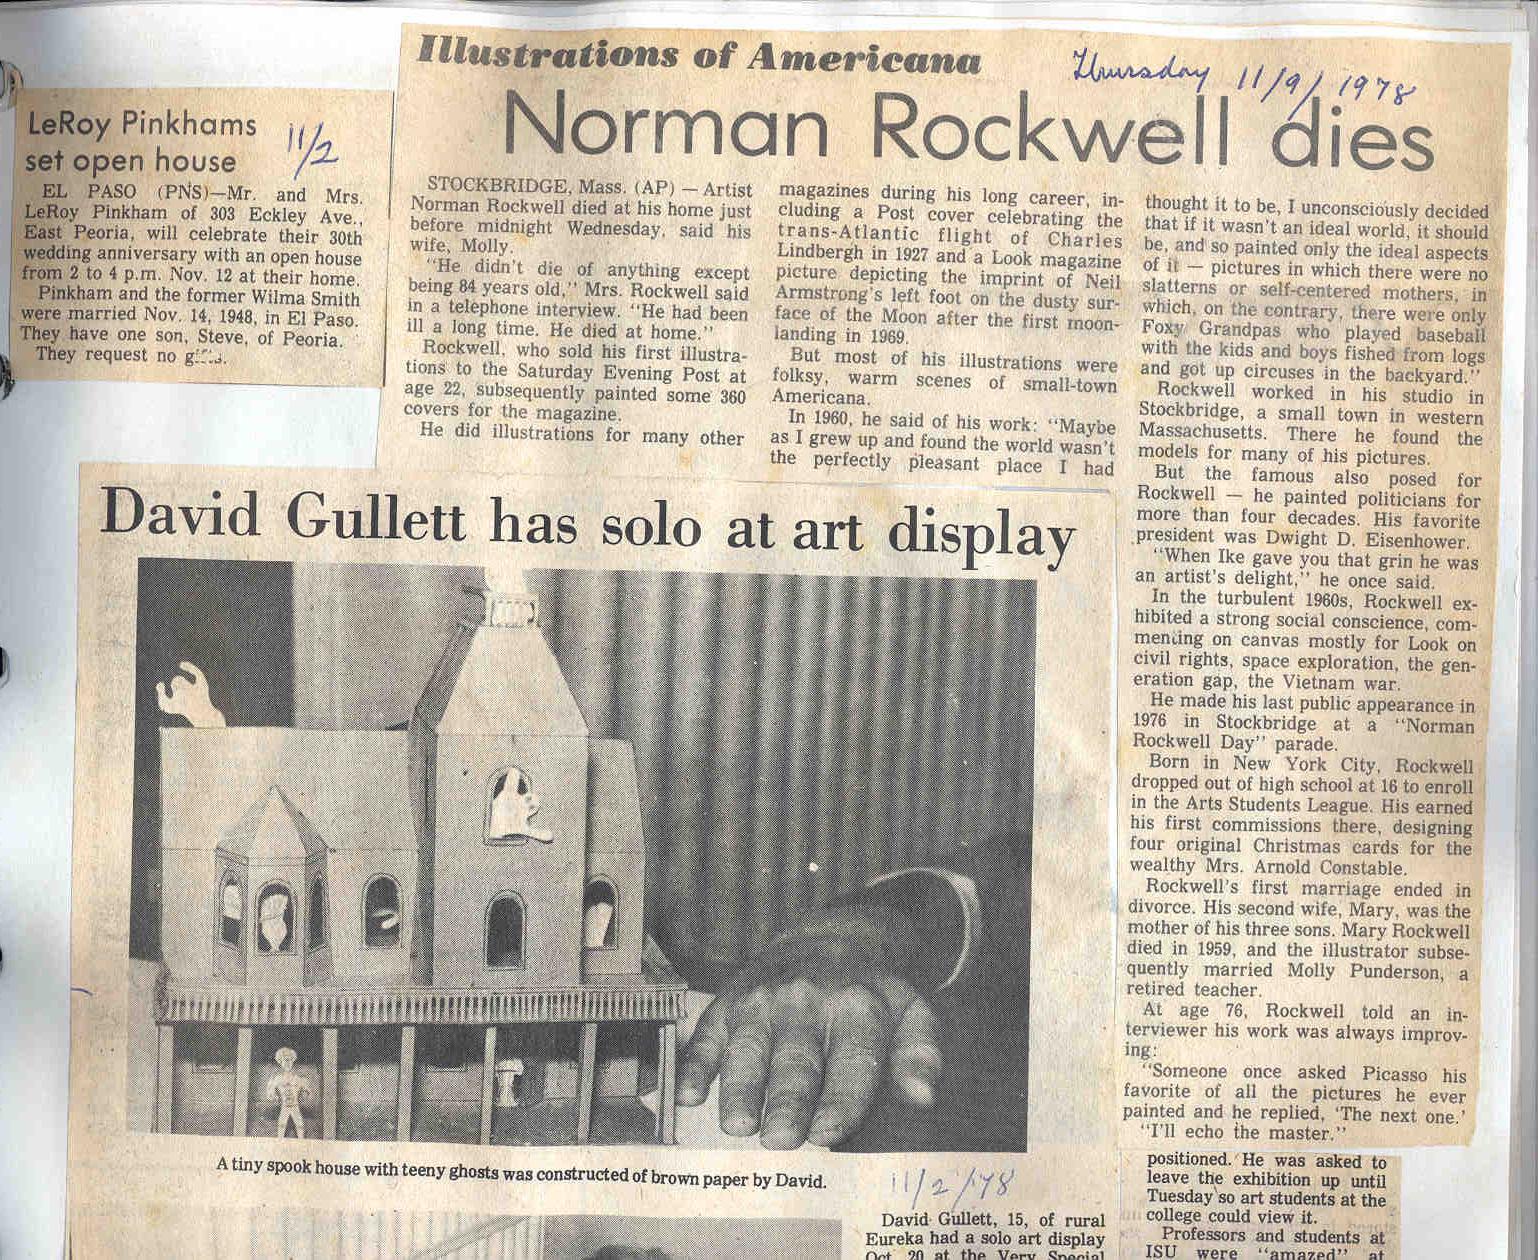 LeRoy Pinkhams
set open house
11/2
EL PASO (PNS)—Mr. and Mrs.
LeRoy Pinkham of 303 Eckley Ave.,
East Peoria, will celebrate their 30th
wedding anniversary with an open house
from 2 to 4 p.m. Nov. 12 at their home.
Pinkham and the former Wilma Smith
were married Nov. 14, 1948, in El Paso.
They have one son, Steve, of Peoria.
They request no
Illustrations of Americana
Thursday 11/9/1978
Norman Rockwell dies
STOCKBRIDGE, Mass. (AP) — Artist
Norman Rockwell died at his home just
before midnight Wednesday, said his
wife, Molly.
"He didn't die of anything except
being 84 years old," Mrs. Rockwell said
in a telephone interview. "He had been
ill a long time. He died at home."
Rockwell, who sold his first illustra-
tions to the Saturday Evening Post at
age 22, subsequently painted some 360
covers for the magazine.
He did illustrations for many other
magazines during his long career, in-
cluding a Post cover celebrating the
trans-Atlantic flight of Charles
Lindbergh in 1927 and a Look magazine
picture depicting the imprint of Neil
Armstrong's left foot on the dusty sur-
face of the Moon after the first moon-
landing in 1969.
But most of his illustrations were
folksy, warm scenes of small-town
Americana.
In 1960, he said of his work: "Maybe
as I grew up and found the world wasn't
the perfectly pleasant place I had
thought it to be, I unconsciously decided
that if it wasn't an ideal world, it should
be, and so painted only the ideal aspects
of it — pictures in which there were no
slatterns or self-centered mothers, in
which, on the contrary, there were only
Foxy Grandpas who played baseball
with the kids and boys fished from logs
and got up circuses in the backyard."
Rockwell worked in his studio in
Stockbridge, a small town in western
Massachusetts. There he found the
models for many of his pictures.
But the famous also posed for
Rockwell — he painted politicians for
more than four decades. His favorite
president was Dwight D. Eisenhower.
"When Ike gave you that grin he was
an artist's delight," he once said.
In the turbulent 1960s, Rockwell ex-
hibited a strong social conscience, com-
menting on canvas mostly for Look on
civil rights, space exploration, the gen-
eration gap, the Vietnam war.
He made his last public appearance in
1976 in Stockbridge at a "Norman
Rockwell Day" parade.
Born in New York City, Rockwell
dropped out of high school at 16 to enroll
in the Arts Students League. His earned
his first commissions there, designing
four original Christmas cards for the
wealthy Mrs. Arnold Constable.
Rockwell's first marriage ended in
divorce. His second wife, Mary, was the
mother of his three sons. Mary Rockwell
died in 1959, and the illustrator subse-
quently married Molly Punderson, a
retired teacher.
At age 76, Rockwell told an in-
terviewer his work was always improv-
ing:
"Someone once asked Picasso his
favorite of all the pictures he ever
painted and he replied, 'The next one.'
"I'll echo the master."
David Gullett has solo at art display
A tiny spook house with teeny ghosts was constructed of brown paper by David.
11/2/78
David Gullett, 15, of rural
Eureka had a solo art display
Oct. 20 at the Very Special
positioned. He was asked to
leave the exhibition up until
Tuesday so art students at the
college could view it.
Professors and students at
ISU were "amazed" at